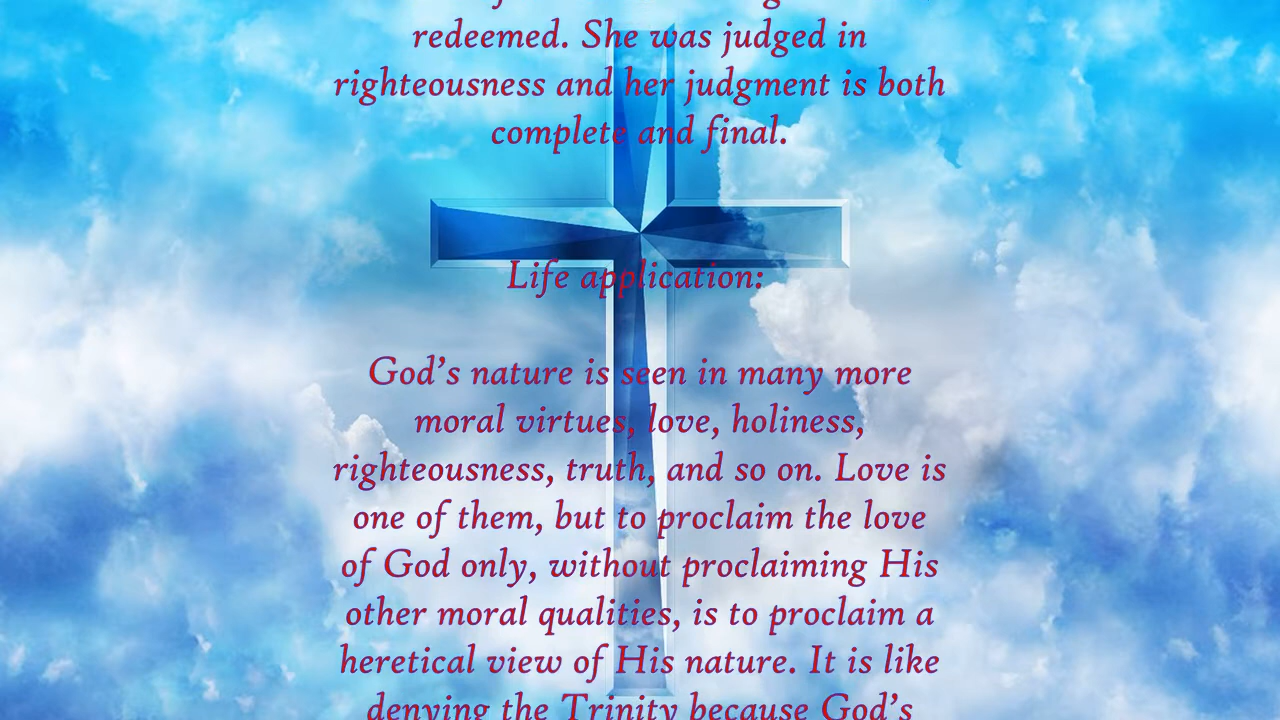 redeemed. She was judged in
righteousness and her judgment is both
complete and final.
Life application:
God’s nature is seen in many more
moral virtues, love, holiness,
righteousness, truth, and so on. Love is
one of them, but to proclaim the love
of God only, without proclaiming His
other moral qualities, is to proclaim a
heretical view of His nature. It is like
denying the Trinity because God’s